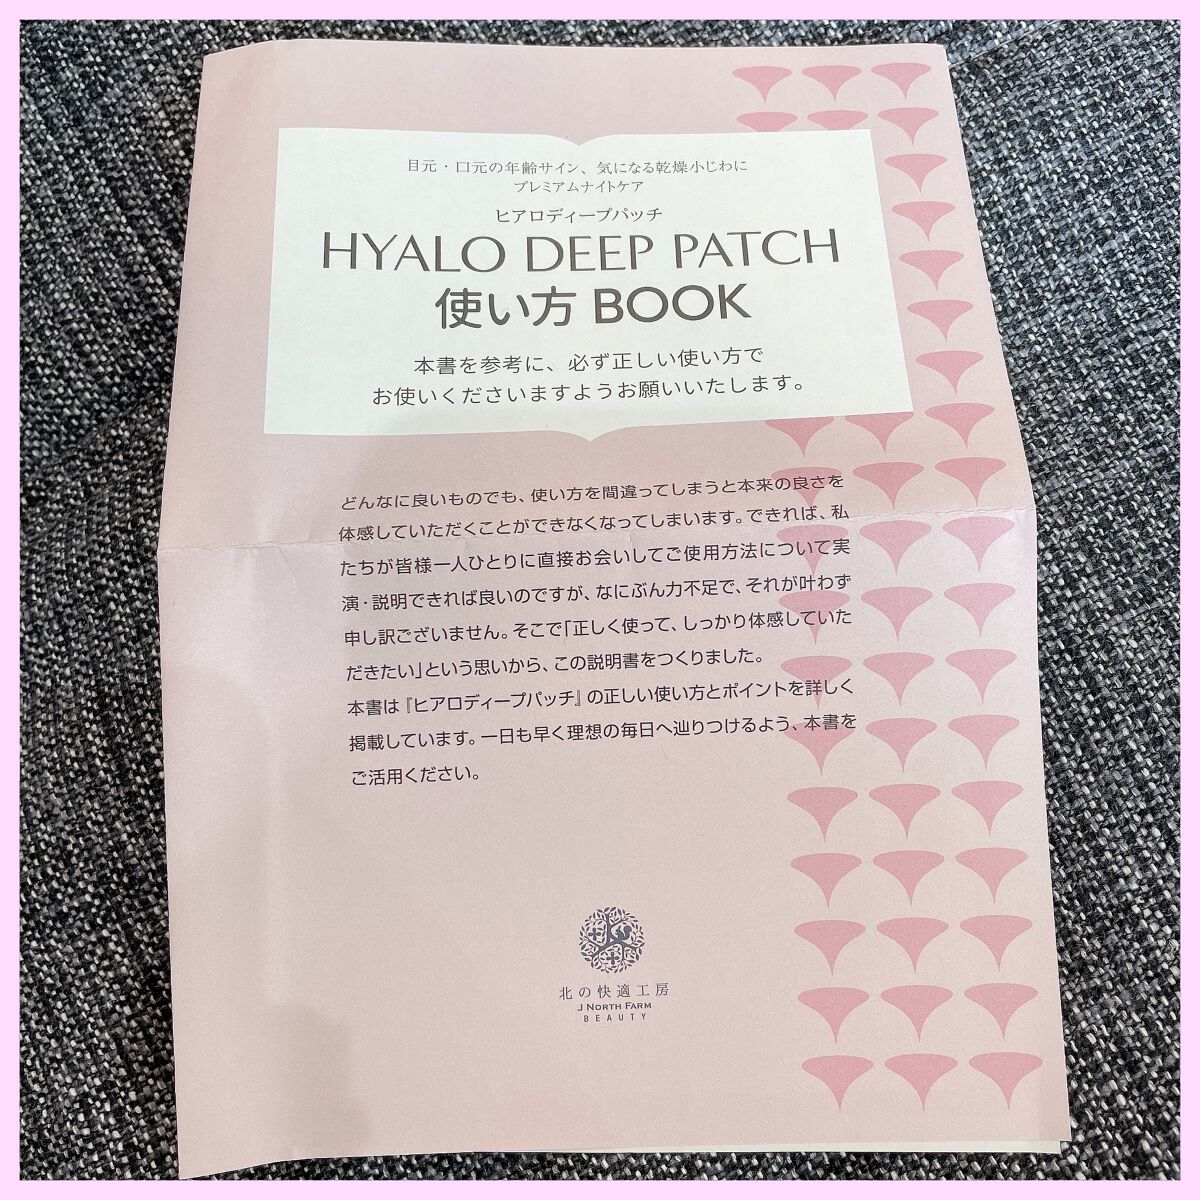 目元・口元の年齢サイン、気になる乾燥小じわに
プレミアムナイトケア
ヒアロディープパッチ
HYALO DEEP PATCH
使い方 BOOK
本書を参考に、必ず正しい使い方で
お使いくださいますようお願いいたします。
どんなに良いものでも、使い方を間違ってしまうと本来の良さを
体感していただくことができなくなってしまいます。できれば、私
たちが皆様一人ひとりに直接お会いしてご使用方法について実
演・説明できれば良いのですが、なにぶん力不足で、それが叶わず
申し訳ございません。そこで「正しく使って、しっかり体感していた
だきたい」という思いから、この説明書をつくりました。
本書は『ヒアロディープパッチ』の正しい使い方とポイントを詳しく
掲載しています。一日も早く理想の毎日へ辿りつけるよう、本書を
ご活用ください。
北の快適工房
J NORTH FARM
BEAUTY